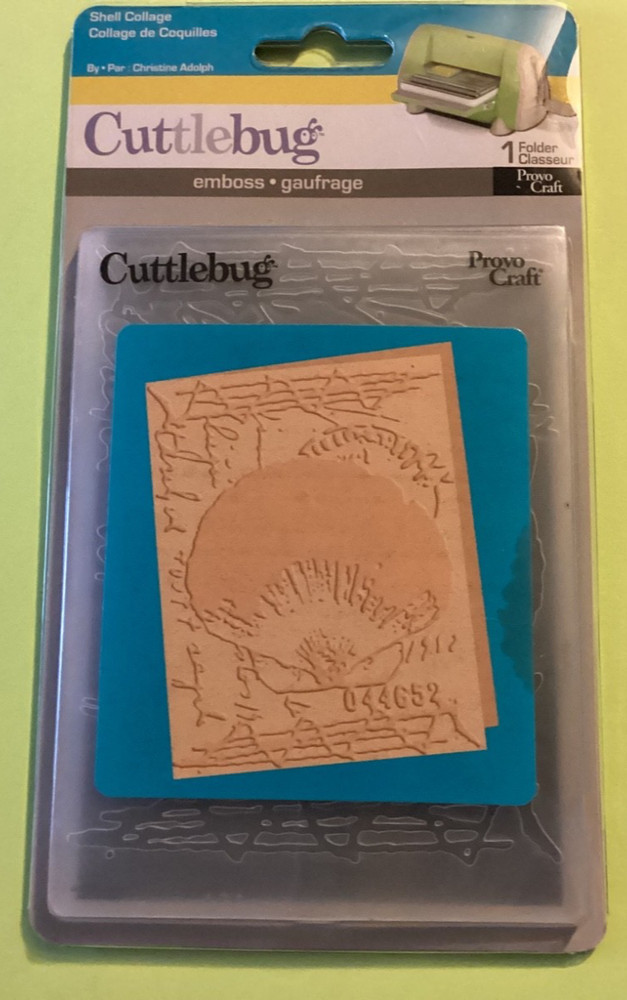 Shell Collage
Collage de Coquilles
By • Par : Christine Adolph
Cuttlebug
1 Folder
Classeur
emboss • gaufrage
Provo
Craft
Cuttlebug
Provo
Craft
1912
044652